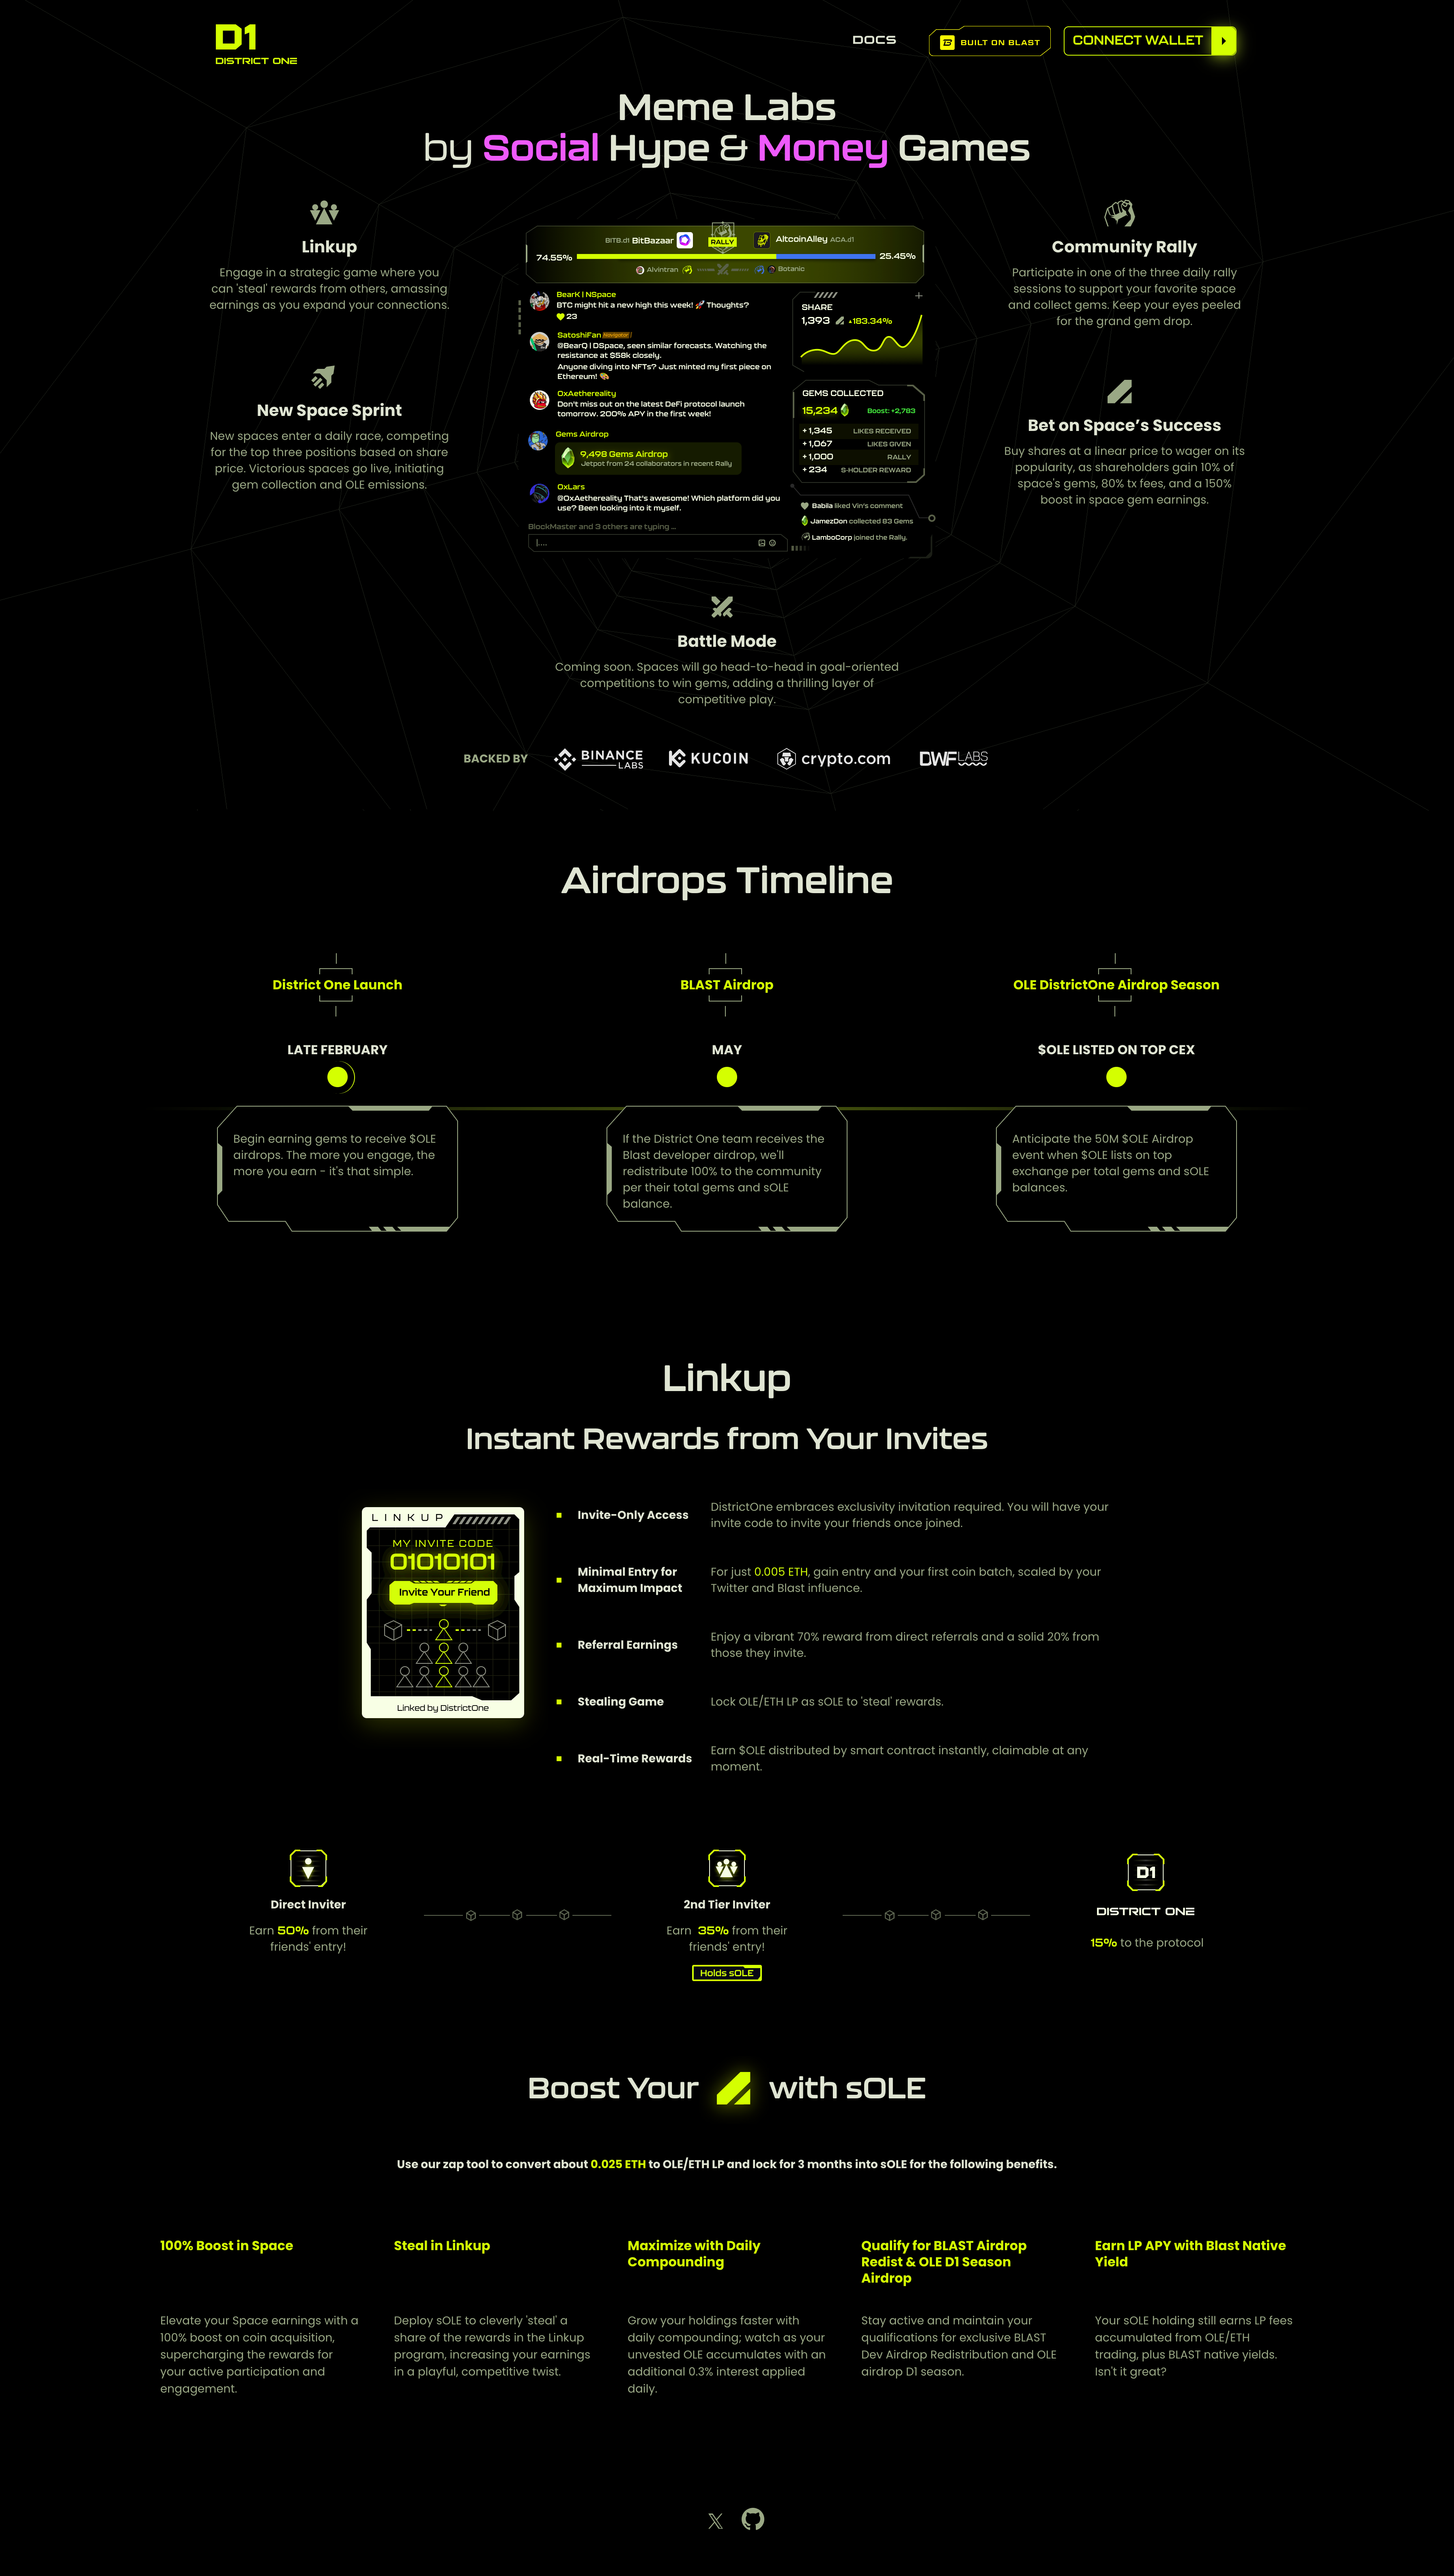 D1
DISTRICT ONE
DOCS
BUILT ON BLAST
CONNECT WALLET
Meme Labs
by Social Hype & Money Games
Linkup
Engage in a strategic game where you
can 'steal' rewards from others, amassing
earnings as you expand your connections.
New Space Sprint
New spaces enter a daily race, competing
for the top three positions based on share
price. Victorious spaces go live, initiating
gem collection and OLE emissions.
BITB.d1 BitBazaar
RALLY
AltcoinAlley ACA.d1
74.55%
25.45%
Alvintran
Botanic
BearK | NSpace
BTC might hit a new high this week! 🚀 Thoughts?
23
SatoshiFan Navigator
@BearQ | DSpace, seen similar forecasts. Watching the
resistance at $58k closely.
Anyone diving into NFTs? Just minted my first piece on
Ethereum! 🎨
OxAethereality
Don't miss out on the latest DeFi protocol launch
tomorrow. 200% APY in the first week!
Gems Airdrop
9,498 Gems Airdrop
Jetpot from 24 collaborators in recent Rally
OxLars
@OxAethereality That's awesome! Which platform did you
use? Been looking into it myself.
BlockMaster and 3 others are typing ...
|....
SHARE
1,393 +183.34%
GEMS COLLECTED
15,234 Boost: +2,783
+1,345 LIKES RECEIVED
+1,067 LIKES GIVEN
+1,000 RALLY
+234 S-HOLDER REWARD
Babila liked Vin's comment
JamezDon collected 83 Gems
LamboCorp joined the Rally.
Community Rally
Participate in one of the three daily rally
sessions to support your favorite space
and collect gems. Keep your eyes peeled
for the grand gem drop.
Bet on Space's Success
Buy shares at a linear price to wager on its
popularity, as shareholders gain 10% of
space's gems, 80% tx fees, and a 150%
boost in space gem earnings.
Battle Mode
Coming soon. Spaces will go head-to-head in goal-oriented
competitions to win gems, adding a thrilling layer of
competitive play.
BACKED BY
BINANCE
LABS
KUCOIN
crypto.com
DWF LABS
Airdrops Timeline
District One Launch
LATE FEBRUARY
Begin earning gems to receive $OLE
airdrops. The more you engage, the
more you earn - it's that simple.
BLAST Airdrop
MAY
If the District One team receives the
Blast developer airdrop, we'll
redistribute 100% to the community
per their total gems and sOLE
balance.
OLE DistrictOne Airdrop Season
$OLE LISTED ON TOP CEX
Anticipate the 50M $OLE Airdrop
event when $OLE lists on top
exchange per total gems and sOLE
balances.
Linkup
Instant Rewards from Your Invites
LINKUP
MY INVITE CODE
01010101
Invite Your Friend
Linked by DistrictOne
Invite-Only Access
DistrictOne embraces exclusivity invitation required. You will have your
invite code to invite your friends once joined.
Minimal Entry for
Maximum Impact
For just 0.005 ETH, gain entry and your first coin batch, scaled by your
Twitter and Blast influence.
Referral Earnings
Enjoy a vibrant 70% reward from direct referrals and a solid 20% from
those they invite.
Stealing Game
Lock OLE/ETH LP as sOLE to 'steal' rewards.
Real-Time Rewards
Earn $OLE distributed by smart contract instantly, claimable at any
moment.
Direct Inviter
Earn 50% from their
friends' entry!
2nd Tier Inviter
Earn 35% from their
friends' entry!
Holds sOLE
D1
DISTRICT ONE
15% to the protocol
Boost Your with sOLE
Use our zap tool to convert about 0.025 ETH to OLE/ETH LP and lock for 3 months into sOLE for the following benefits.
100% Boost in Space
Elevate your Space earnings with a
100% boost on coin acquisition,
supercharging the rewards for
your active participation and
engagement.
Steal in Linkup
Deploy sOLE to cleverly 'steal' a
share of the rewards in the Linkup
program, increasing your earnings
in a playful, competitive twist.
Maximize with Daily
Compounding
Grow your holdings faster with
daily compounding; watch as your
unvested OLE accumulates with an
additional 0.3% interest applied
daily.
Qualify for BLAST Airdrop
Redist & OLE D1 Season
Airdrop
Stay active and maintain your
qualifications for exclusive BLAST
Dev Airdrop Redistribution and OLE
airdrop D1 season.
Earn LP APY with Blast Native
Yield
Your sOLE holding still earns LP fees
accumulated from OLE/ETH
trading, plus BLAST native yields.
Isn't it great?